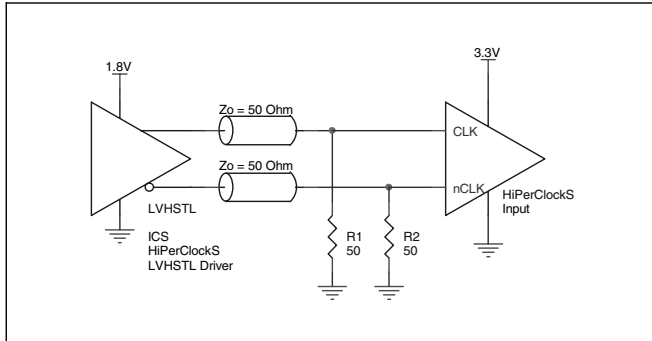 1.8V
3.3V
Zo = 50 Ohm
CLK
Zo = 50 Ohm
nCLK
HiPerClockS
Input
LVHSTL
ICS
HiPerClockS
LVHSTL Driver
R1
50
R2
50